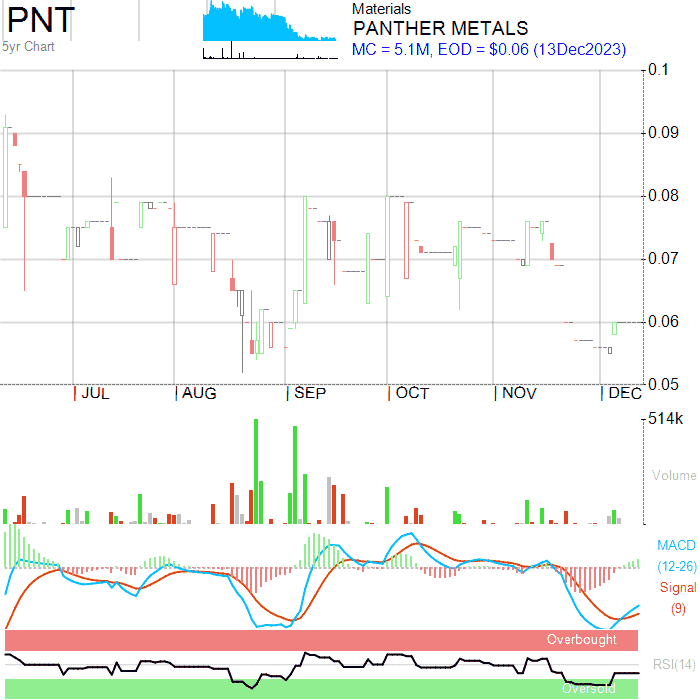 PNT
5yr Chart
Materials
PANTHER METALS
MC = 5.1M, EOD = $0.06 (13Dec2023)
0.1
0.09
0.08
0.07
0.06
0.05
JUL
AUG
SEP
OCT
NOV
DEC
514k
Volume
MACD
(12-26)
Signal
(9)
Overbought
RSI(14)
Oversold